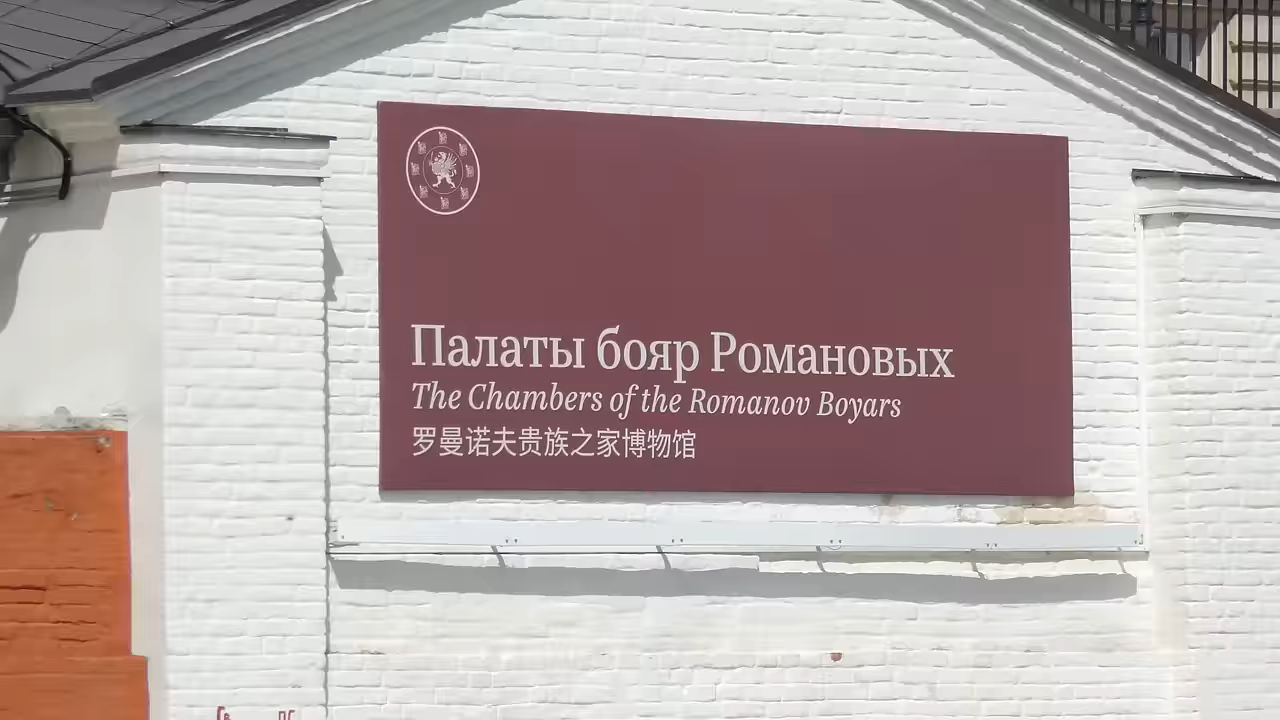 Палаты бояр Романовых
The Chambers of the Romanov Boyars
罗曼诺夫贵族之家博物馆